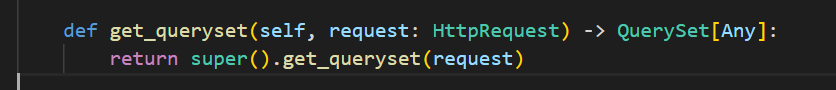 def get_queryset(self, request: HttpRequest) -> QuerySet[Any]:
    return super().get_queryset(request)